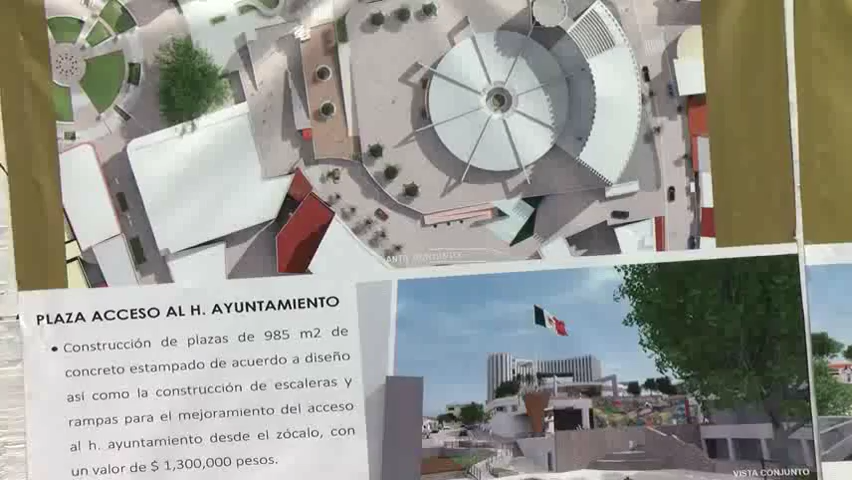 PLAZA ACCESO AL H. AYUNTAMIENTO
• Construcción de plazas de 985 m2 de
concreto estampado de acuerdo a diseño
así como la construcción de escaleras y
rampas para el mejoramiento del acceso
al h. ayuntamiento desde el zócalo, con
un valor de $ 1,300,000 pesos.
VISTA CONJUNTO